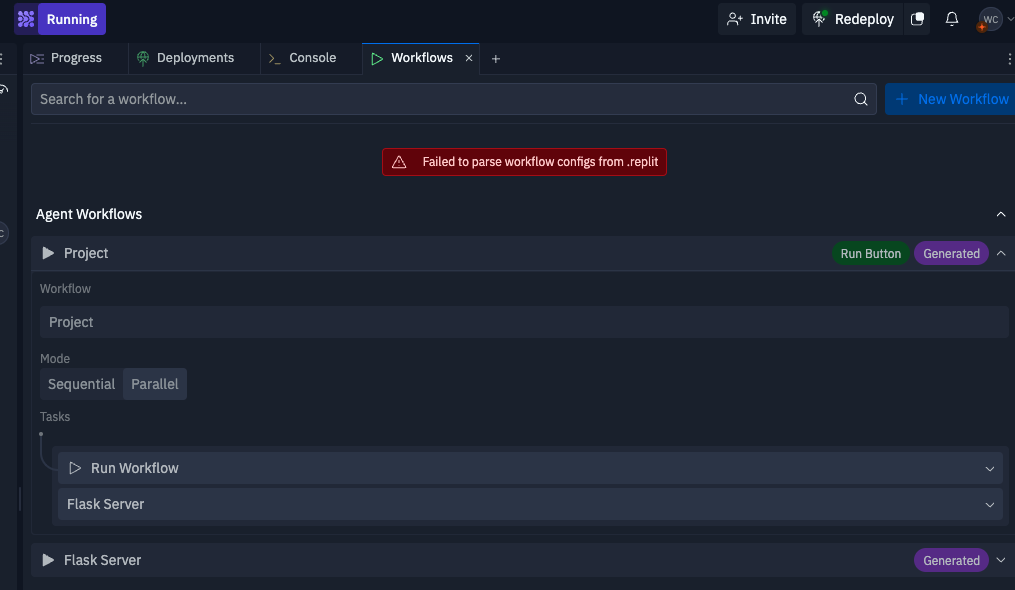 Running
Invite
Redeploy
WC
Progress
Deployments
Console
Workflows
Search for a workflow...
New Workflow
Failed to parse workflow configs from .replit
Agent Workflows
Project
Run Button
Generated
Workflow
Project
Mode
Sequential
Parallel
Tasks
Run Workflow
Flask Server
Flask Server
Generated